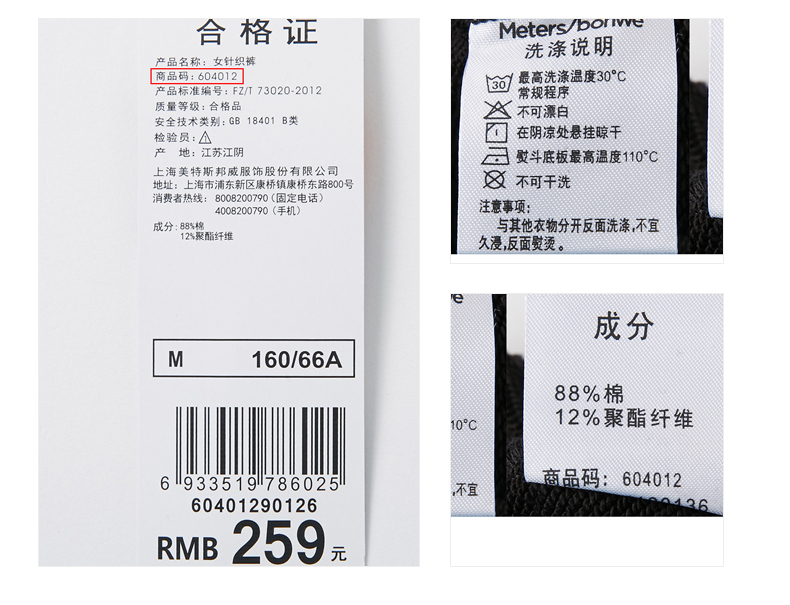 合格证
产品名称: 女针织裤
商品码: 604012
产品标准编号: FZ/T 73020-2012
质量等级: 合格品
安全技术类别: GB 18401 B类
检验员:
产 地: 江苏江阴
上海美特斯邦威服饰股份有限公司
地址: 上海市浦东新区康桥镇康桥东路800号
消费者热线: 8008200790 (固定电话)
4008200790 (手机)
成分: 88%棉
12%聚酯纤维
M 160/66A
6 933519 786025
60401290126
RMB 259元
Meters/bonwe
洗涤说明
30 最高洗涤温度30°C
常规程序
不可漂白
在阴凉处悬挂晾干
熨斗底板最高温度110°C
不可干洗
注意事项:
与其他衣物分开反面洗涤,不宜
久浸,反面熨烫。
成分
88%棉
12%聚酯纤维
10°C
,不宜
商品码: 604012